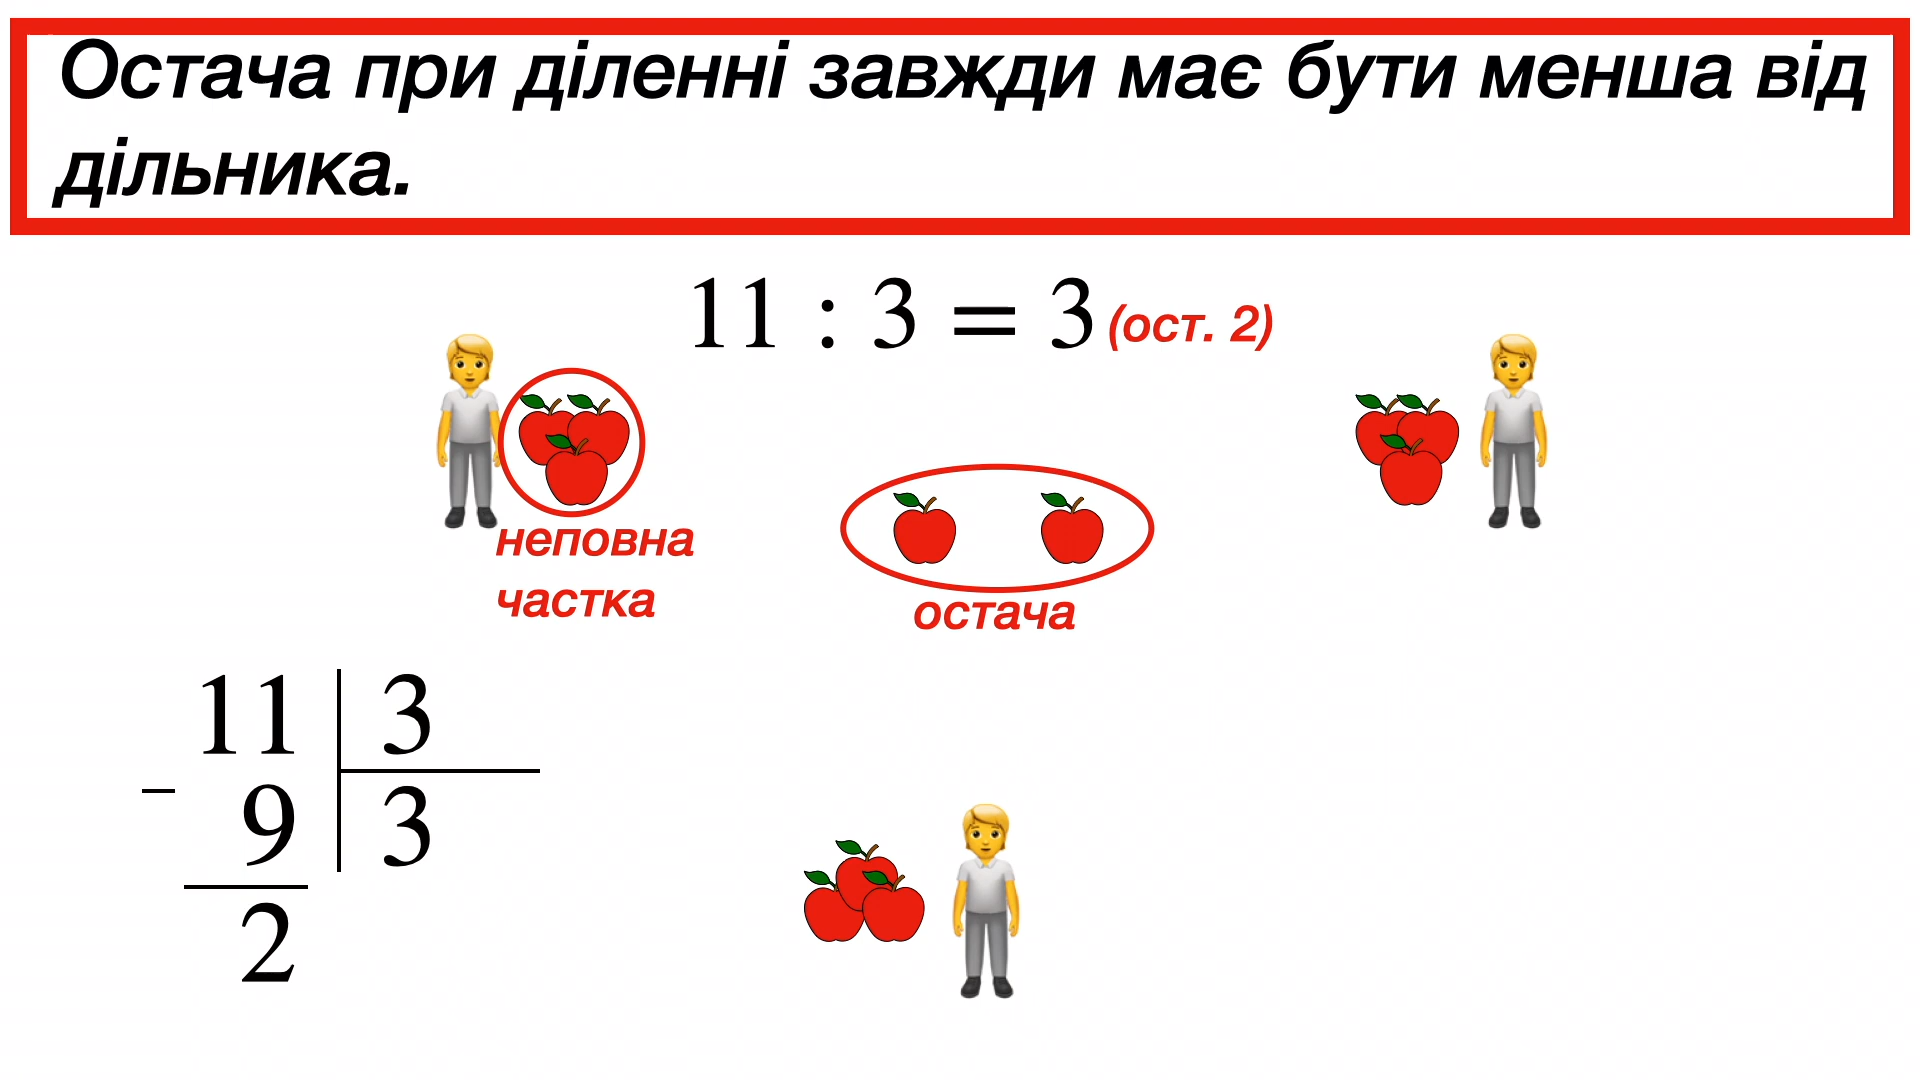 Остача при діленні завжди має бути менша від
дільника.
11 : 3 = 3 (ост. 2)
неповна
частка
остача
11 3
– 9 3
2